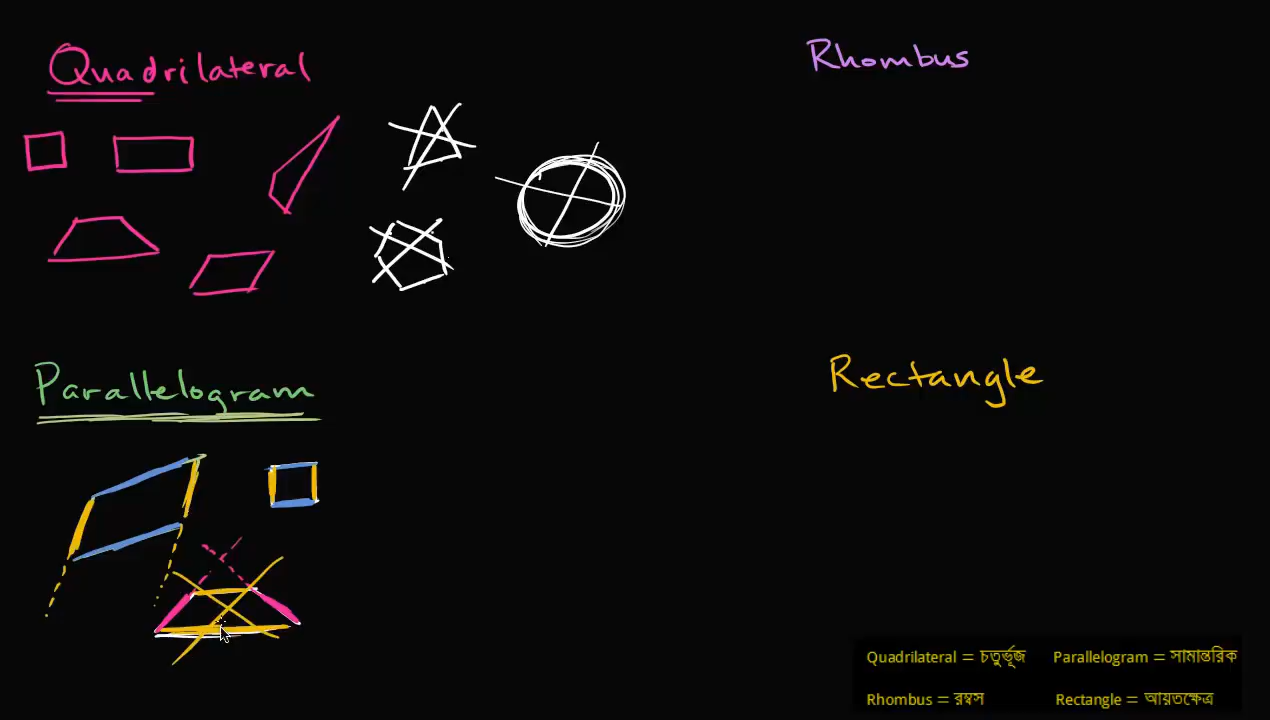 Quadrilateral
Rhombus
Parallelogram
Rectangle
Quadrilateral = চতুর্ভূজ Parallelogram = সামান্তরিক
Rhombus = রম্বস Rectangle = আয়তক্ষেত্র